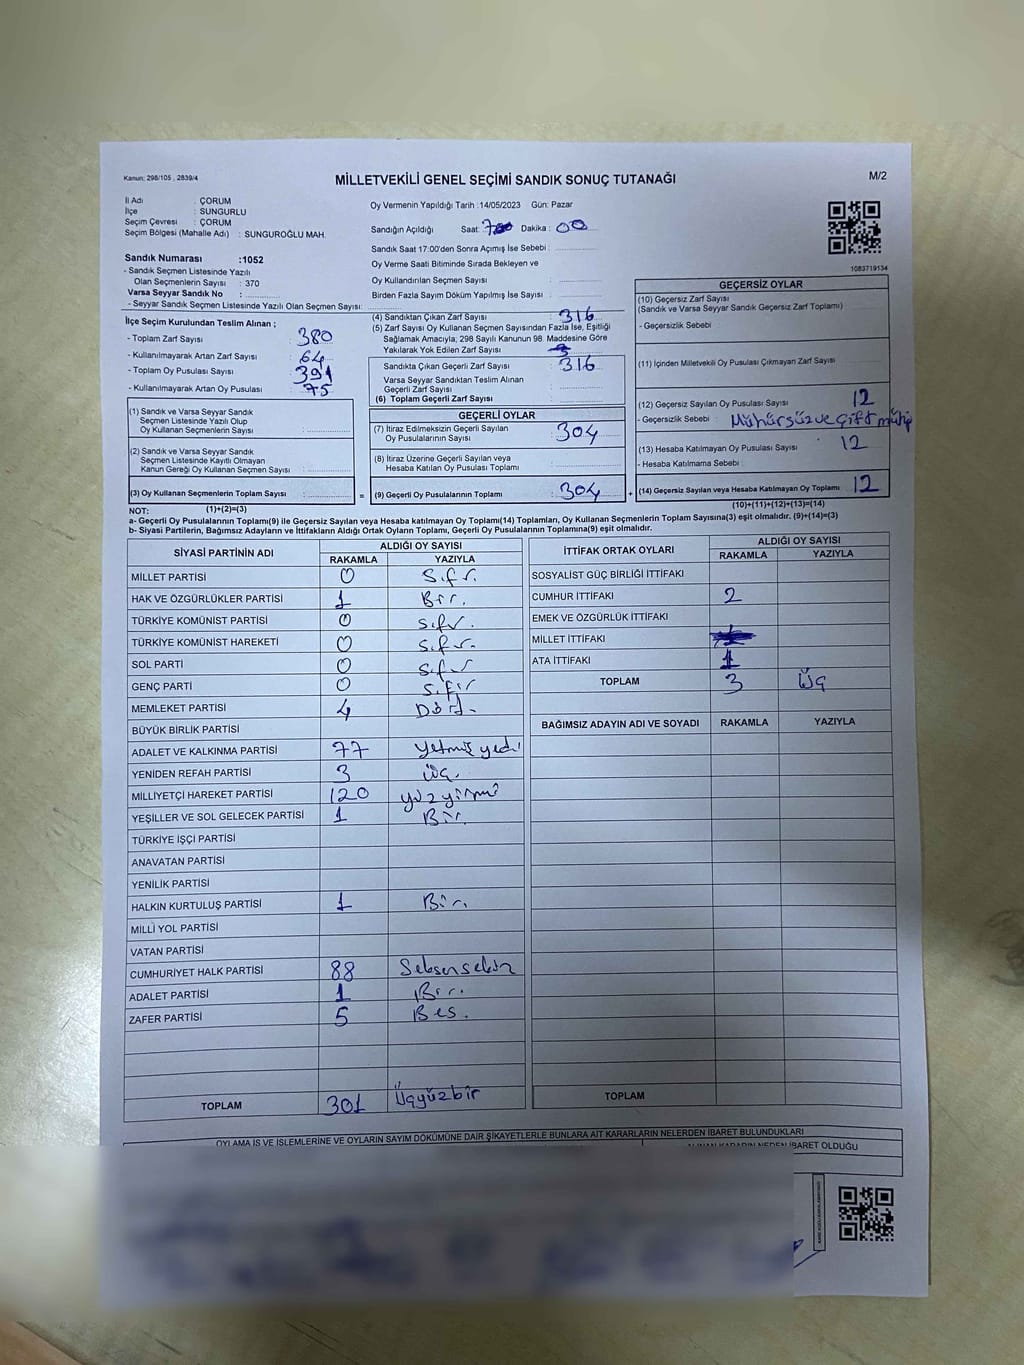 Kanun: 298/105 , 2839/4
MİLLETVEKİLİ GENEL SEÇİMİ SANDIK SONUÇ TUTANAĞI
M/2
İl Adı : ÇORUM
İlçe : SUNGURLU
Seçim Çevresi : ÇORUM
Seçim Bölgesi (Mahalle Adı) : SUNGUROĞLU MAH.
Sandık Numarası :1052
- Sandık Seçmen Listesinde Yazılı
Olan Seçmenlerin Sayısı : 370
Varsa Seyyar Sandık No :
- Seyyar Sandık Seçmen Listesinde Yazılı Olan Seçmen Sayısı:
Oy Vermenin Yapıldığı Tarih :14/05/2023 Gün: Pazar
Sandığın Açıldığı Saat: Dakika : 00
Sandık Saat 17:00'den Sonra Açımış İse Sebebi :
Oy Verme Saati Bitiminde Sırada Bekleyen ve
Oy Kullandırılan Seçmen Sayısı :
Birden Fazla Sayım Döküm Yapılmış İse Sayısı :
1083719134
İlçe Seçim Kurulundan Teslim Alınan ;
- Toplam Zarf Sayısı : 380
- Kullanılmayarak Artan Zarf Sayısı : 64
- Toplam Oy Pusulası Sayısı : 391
- Kullanılmayarak Artan Oy Pusulası : 75
(1) Sandık ve Varsa Seyyar Sandık
Seçmen Listesinde Yazılı Olup
Oy Kullanan Seçmenlerin Sayısı :
(2) Sandık ve Varsa Seyyar Sandık
Seçmen Listesinde Kayıtlı Olmayan
Kanun Gereği Oy Kullanan Seçmen Sayısı :
(3) Oy Kullanan Seçmenlerin Toplam Sayısı : =
(4) Sandıktan Çıkan Zarf Sayısı : 316
(5) Zarf Sayısı Oy Kullanan Seçmen Sayısından Fazla İse, Eşitliği
Sağlamak Amacıyla; 298 Sayılı Kanunun 98. Maddesine Göre
Yakılarak Yok Edilen Zarf Sayısı :
Sandıkta Çıkan Geçerli Zarf Sayısı : 316
Varsa Seyyar Sandıktan Teslim Alınan
Geçerli Zarf Sayısı :
(6) Toplam Geçerli Zarf Sayısı :
GEÇERLİ OYLAR
(7) İtiraz Edilmeksizin Geçerli Sayılan
Oy Pusulalarının Sayısı : 304
(8) İtiraz Üzerine Geçerli Sayılan veya
Hesaba Katılan Oy Pusulası Toplamı :
(9) Geçerli Oy Pusulalarının Toplamı : 304 +
GEÇERSİZ OYLAR
(10) Geçersiz Zarf Sayısı
(Sandık ve Varsa Seyyar Sandık Geçersiz Zarf Toplamı) :
- Geçersizlik Sebebi :
(11) İçinden Milletvekili Oy Pusulası Çıkmayan Zarf Sayısı :
(12) Geçersiz Sayılan Oy Pusulası Sayısı : 12
- Geçersizlik Sebebi : Mühürsüz ve çift mühür
(13) Hesaba Katılmayan Oy Pusulası Sayısı : 12
- Hesaba Katılmama Sebebi :
(14) Geçersiz Sayılan veya Hesaba Katılmayan Oy Toplamı : 12
NOT: (1)+(2)=(3)
(10)+(11)+(12)+(13)=(14)
a- Geçerli Oy Pusulalarının Toplamı(9) ile Geçersiz Sayılan veya Hesaba katılmayan Oy Toplamı(14) Toplamları, Oy Kullanan Seçmenlerin Toplam Sayısına(3) eşit olmalıdır. (9)+(14)=(3)
b- Siyasi Partilerin, Bağımsız Adayların ve İttifakların Aldığı Ortak Oyların Toplamı, Geçerli Oy Pusulalarının Toplamına(9) eşit olmalıdır.
SİYASİ PARTİNİN ADI ALDIĞI OY SAYISI
RAKAMLA YAZIYLA
MİLLET PARTİSİ 0 Sıfır.
HAK VE ÖZGÜRLÜKLER PARTİSİ 1 Bir.
TÜRKİYE KOMÜNİST PARTİSİ 0 Sıfır.
TÜRKİYE KOMÜNİST HAREKETİ 0 Sıfır.
SOL PARTİ 0 Sıfır
GENÇ PARTİ 0 Sıfır
MEMLEKET PARTİSİ 4 Dört.
BÜYÜK BİRLİK PARTİSİ
ADALET VE KALKINMA PARTİSİ 77 Yetmiş yedi
YENİDEN REFAH PARTİSİ 3 üç.
MİLLİYETÇİ HAREKET PARTİSİ 120 yüz yirmi
YEŞİLLER VE SOL GELECEK PARTİSİ 1 Bir.
TÜRKİYE İŞÇİ PARTİSİ
ANAVATAN PARTİSİ
YENİLİK PARTİSİ
HALKIN KURTULUŞ PARTİSİ 1 Bir.
MİLLİ YOL PARTİSİ
VATAN PARTİSİ
CUMHURİYET HALK PARTİSİ 88 Seksen sekiz
ADALET PARTİSİ 1 Bir.
ZAFER PARTİSİ 5 Beş.
TOPLAM 301 Üçyüzbir
İTTİFAK ORTAK OYLARI ALDIĞI OY SAYISI
RAKAMLA YAZIYLA
SOSYALİST GÜÇ BİRLİĞİ İTTİFAKI
CUMHUR İTTİFAKI 2
EMEK VE ÖZGÜRLÜK İTTİFAKI
MİLLET İTTİFAKI
ATA İTTİFAKI 1
TOPLAM 3 Üç
BAĞIMSIZ ADAYIN ADI VE SOYADI RAKAMLA YAZIYLA
TOPLAM
OYLAMA İŞ VE İŞLEMLERİNE VE OYLARIN SAYIM DÖKÜMÜNE DAİR ŞİKAYETLERLE BUNLARA AİT KARARLARIN NELERDEN İBARET BULUNDUKLARI
ALINAN KARARIN NEDEN İBARET OLDUĞU